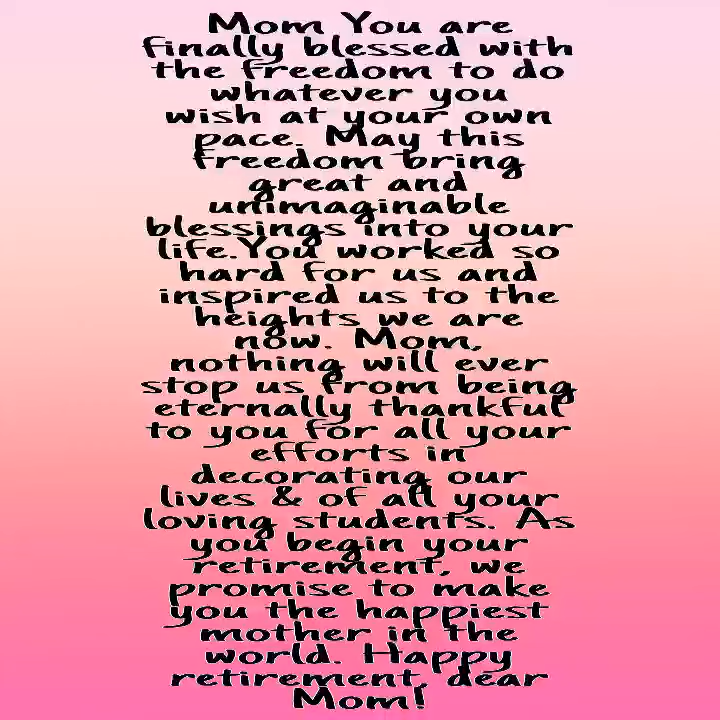 Mom You are
finally blessed with
the freedom to do
whatever you
wish at your own
pace. May this
freedom bring
great and
unimaginable
blessings into your
life.You worked so
hard for us and
inspired us to the
heights we are
now. Mom,
nothing will ever
stop us from being
eternally thankful
to you for all your
efforts in
decorating our
lives & of all your
loving students. As
you begin your
retirement, we
promise to make
you the happiest
mother in the
world. Happy
retirement, dear
Mom!